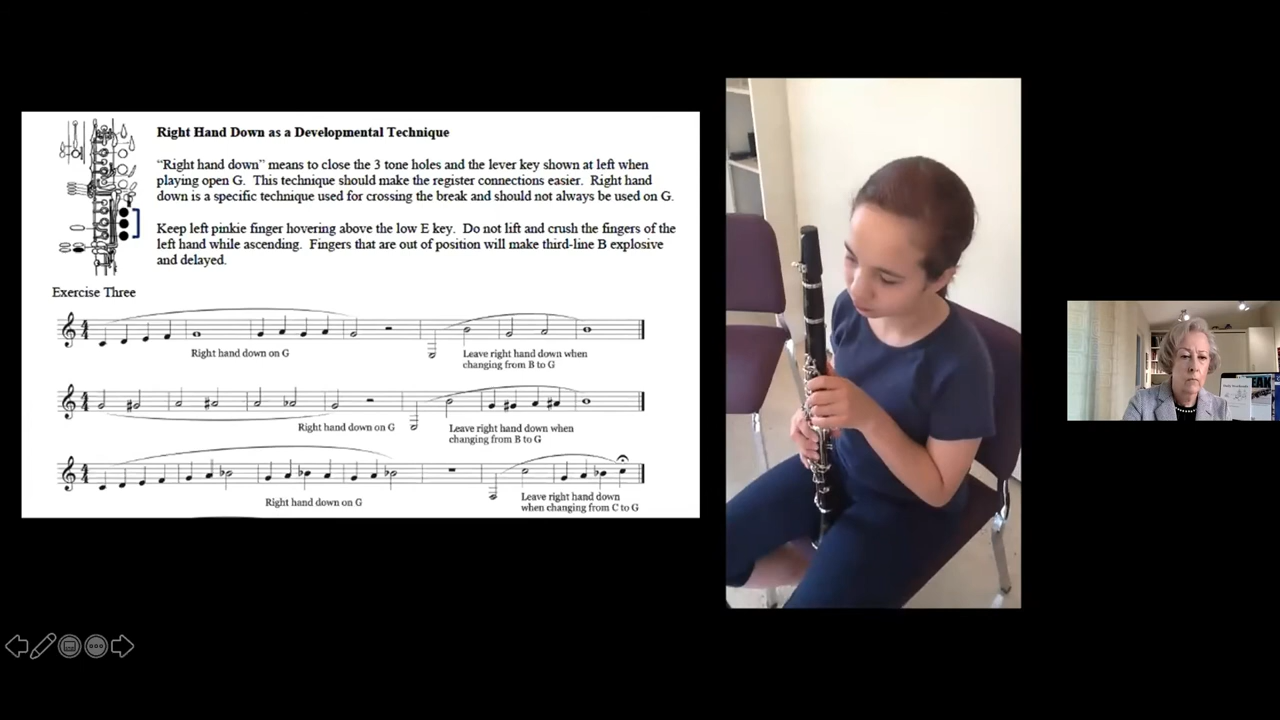 Right Hand Down as a Developmental Technique
“Right hand down” means to close the 3 tone holes and the lever key shown at left when
playing open G.  This technique should make the register connections easier.  Right hand
down is a specific technique used for crossing the break and should not always be used on G.
Keep left pinkie finger hovering above the low E key.  Do not lift and crush the fingers of the
left hand while ascending.  Fingers that are out of position will make third-line B explosive
and delayed.
Exercise Three
Right hand down on G
Leave right hand down when
changing from B to G
Right hand down on G
Leave right hand down when
changing from B to G
Right hand down on G
Leave right hand down
when changing from C to G